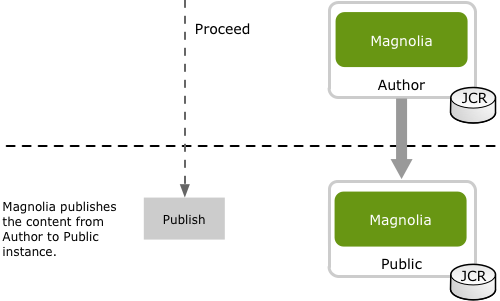 Proceed
Magnolia
Author
JCR
Magnolia publishes
the content from
Author to Public
instance.
Publish
Magnolia
Public
JCR